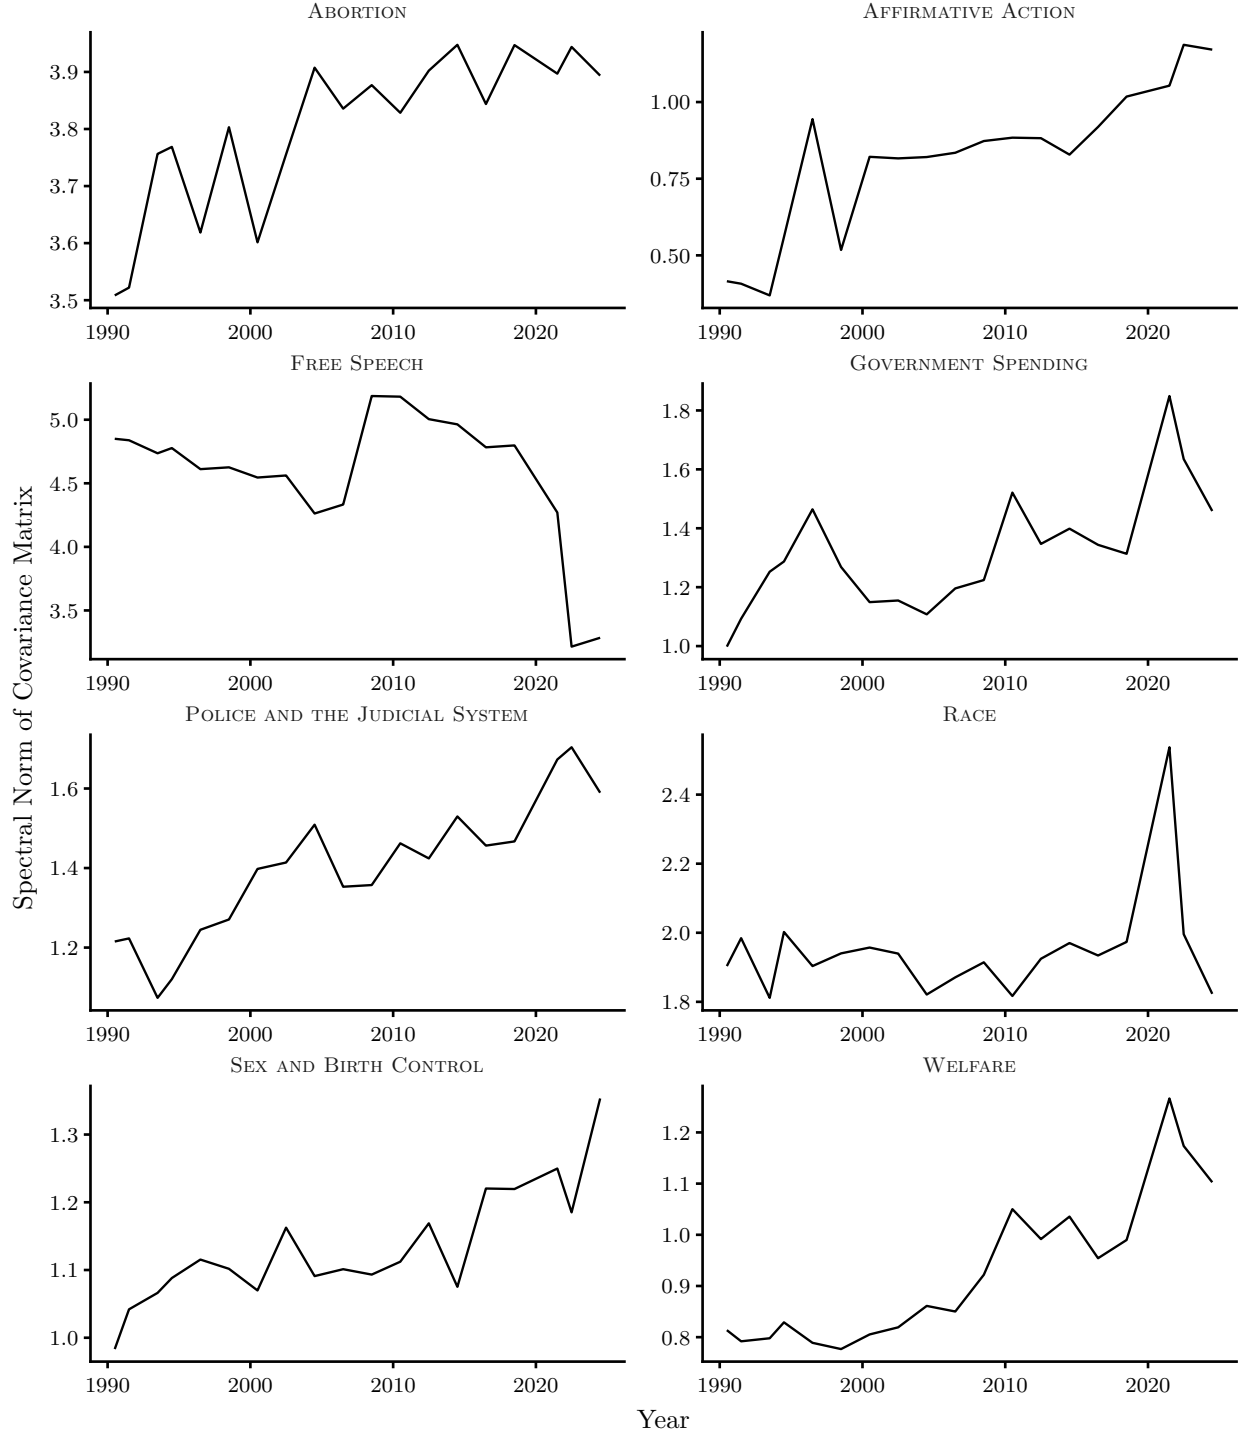 Abortion
Affirmative Action
3.9
3.8
3.7
3.6
3.5
1990 2000 2010 2020
1.00
0.75
0.50
1990 2000 2010 2020
Free Speech
Government Spending
5.0
4.5
4.0
3.5
1990 2000 2010 2020
1.8
1.6
1.4
1.2
1.0
1990 2000 2010 2020
Spectral Norm of Covariance Matrix
Police and the Judicial System
Race
1.6
1.4
1.2
1990 2000 2010 2020
2.4
2.2
2.0
1.8
1990 2000 2010 2020
Sex and Birth Control
Welfare
1.3
1.2
1.1
1.0
1990 2000 2010 2020
1.2
1.1
1.0
0.9
0.8
1990 2000 2010 2020
Year